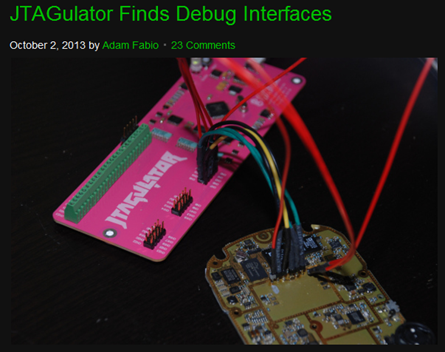 JTAGulator Finds Debug Interfaces
October 2, 2013 by Adam Fabio • 23 Comments
JTAGULATOR